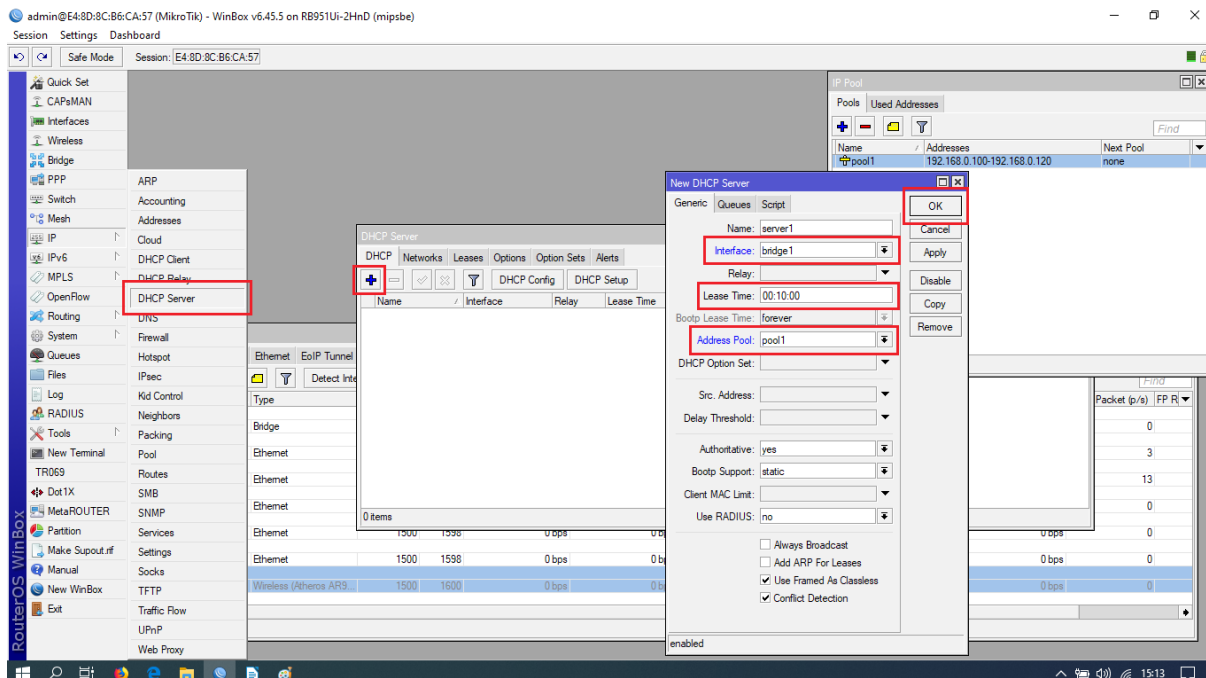 admin@E4:8D:8C:B6:CA:57 (MikroTik) - WinBox v6.45.5 on RB951Ui-2HnD (mipsbe)
Session Settings Dashboard
Safe Mode Session: E4:8D:8C:B6:CA:57
Quick Set
CAPsMAN
Interfaces
Wireless
Bridge
PPP
Switch
Mesh
IP
IPv6
MPLS
OpenFlow
Routing
System
Queues
Files
Log
RADIUS
Tools
New Terminal
TR069
Dot1X
MetaROUTER
Partition
Make Supout.rif
Manual
New WinBox
Exit
RouterOS WinBox
ARP
Accounting
Addresses
Cloud
DHCP Client
DHCP Relay
DHCP Server
DNS
Firewall
Hotspot
IPsec
Kid Control
Neighbors
Packing
Pool
Routes
SMB
SNMP
Services
Settings
Socks
TFTP
Traffic Flow
UPnP
Web Proxy
Ethernet EoIP Tunnel
Detect Inte
Type
Bridge
Ethernet
Ethernet
Ethernet
Ethernet 1500 1598 0 bps
Ethernet 1500 1598 0 bps
Wireless (Atheros AR9... 1500 1600 0 bps
DHCP Server
DHCP Networks Leases Options Option Sets Alerts
DHCP Config DHCP Setup
Name Interface Relay Lease Time
0 items
IP Pool
Pools Used Addresses
Find
Name Addresses Next Pool
pool1 192.168.0.100-192.168.0.120 none
New DHCP Server
Generic Queues Script
Name: server1
Interface: bridge1
Relay:
Lease Time: 00:10:00
Bootp Lease Time: forever
Address Pool: pool1
DHCP Option Set:
Src. Address:
Delay Threshold:
Authoritative: yes
Bootp Support: static
Client MAC Limit:
Use RADIUS: no
Always Broadcast
Add ARP For Leases
Use Framed As Classless
Conflict Detection
enabled
OK
Cancel
Apply
Disable
Copy
Remove
Find
Packet (p/s) FP R
0
3
13
0
0 bps 0
0 bps 0
0 bps 0
15:13